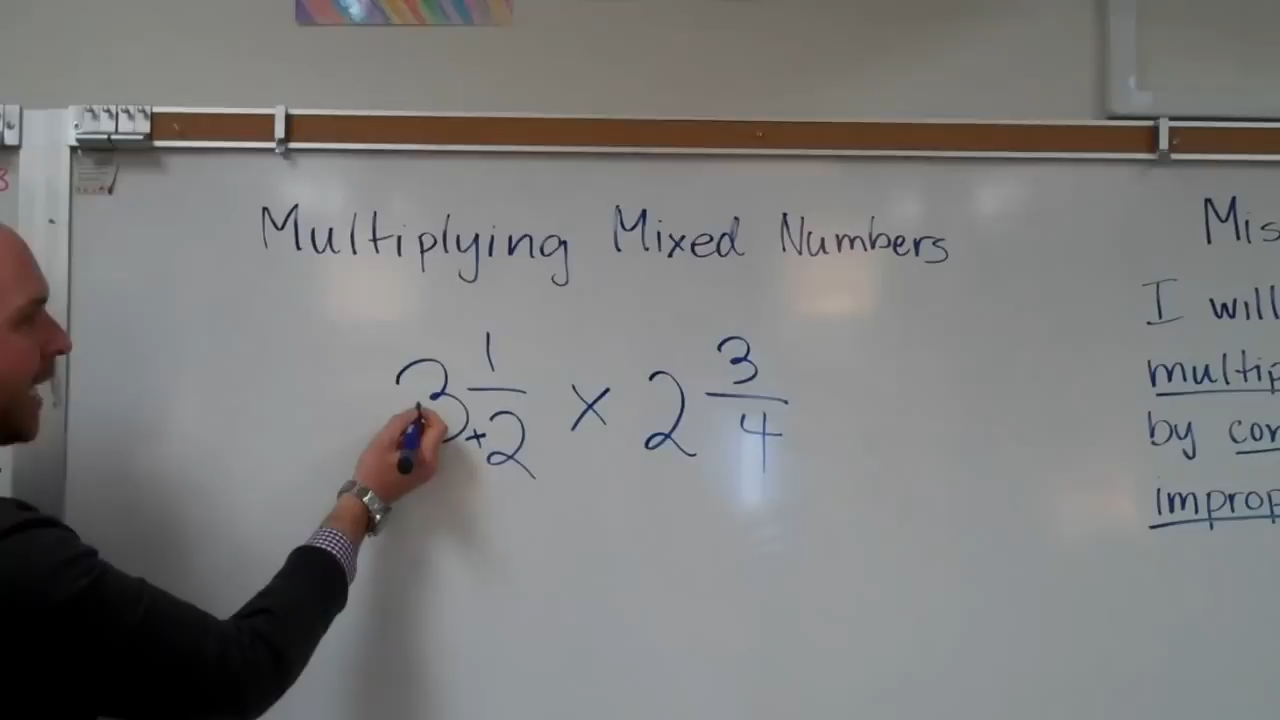 Multiplying Mixed Numbers
3 1/2 × 2 3/4
×
Mis
I will
multip
by con
improp